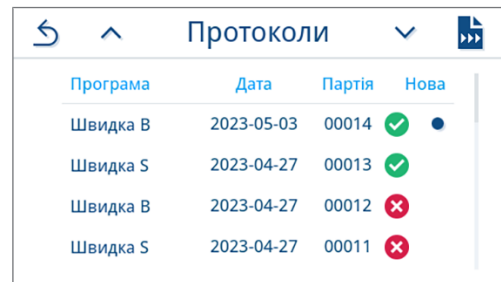 Протоколи
Програма Дата Партія Нова
Швидка B 2023-05-03 00014
Швидка S 2023-04-27 00013
Швидка B 2023-04-27 00012
Швидка S 2023-04-27 00011